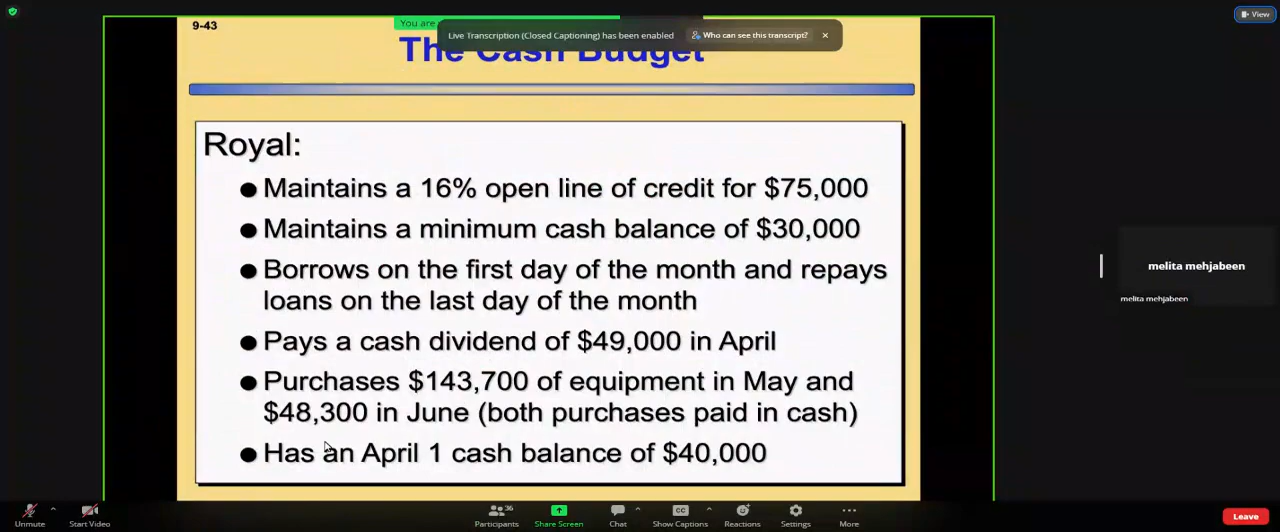 9-43
You are
Live Transcription (Closed Captioning) has been enabled
Who can see this transcript?
View
The Cash Budget
Royal:
● Maintains a 16% open line of credit for $75,000
● Maintains a minimum cash balance of $30,000
● Borrows on the first day of the month and repays
loans on the last day of the month
● Pays a cash dividend of $49,000 in April
● Purchases $143,700 of equipment in May and
$48,300 in June (both purchases paid in cash)
● Has an April 1 cash balance of $40,000
melita mehjabeen
melita mehjabeen
Unmute
Start Video
36
Participants
Share Screen
Chat
Show Captions
Reactions
Settings
More
Leave